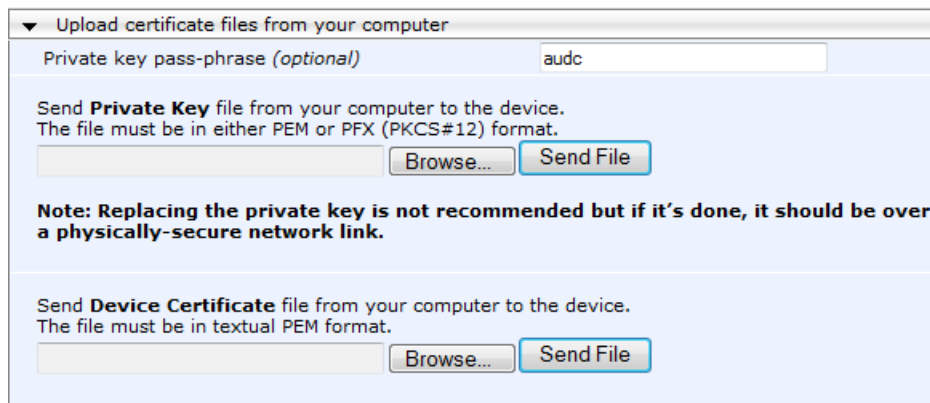 Upload certificate files from your computer
Private key pass-phrase (optional) audc
Send Private Key file from your computer to the device.
The file must be in either PEM or PFX (PKCS#12) format.
Browse... Send File
Note: Replacing the private key is not recommended but if it's done, it should be over
a physically-secure network link.
Send Device Certificate file from your computer to the device.
The file must be in textual PEM format.
Browse... Send File